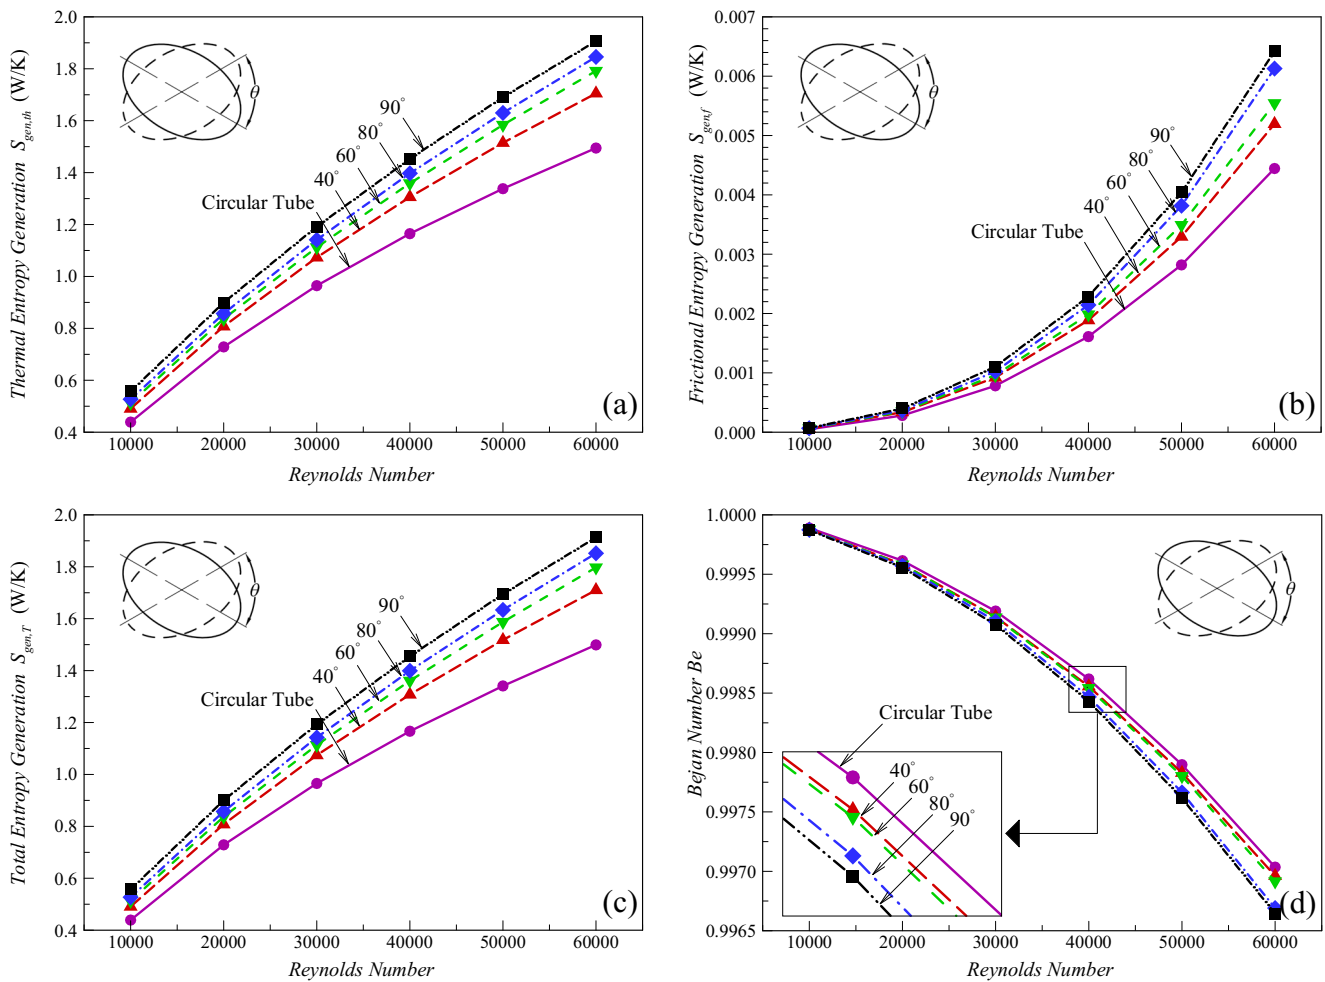 Thermal Entropy Generation S_gen,th (W/K)
2.0
1.8
1.6
1.4
1.2
1.0
0.8
0.6
0.4
θ
90°
80°
60°
40°
Circular Tube
(a)
10000 20000 30000 40000 50000 60000
Reynolds Number
Frictional Entropy Generation S_gen,f (W/K)
0.007
0.006
0.005
0.004
0.003
0.002
0.001
0.000
θ
90°
80°
60°
40°
Circular Tube
(b)
10000 20000 30000 40000 50000 60000
Reynolds Number
Total Entropy Generation S_gen,T (W/K)
2.0
1.8
1.6
1.4
1.2
1.0
0.8
0.6
0.4
θ
90°
80°
60°
40°
Circular Tube
(c)
10000 20000 30000 40000 50000 60000
Reynolds Number
Bejan Number Be
1.0000
0.9995
0.9990
0.9985
0.9980
0.9975
0.9970
0.9965
θ
Circular Tube
40°
60°
80°
90°
(d)
10000 20000 30000 40000 50000 60000
Reynolds Number